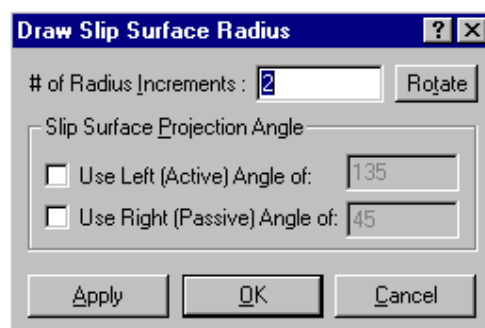 Draw Slip Surface Radius ? ×
# of Radius Increments : 2 Rotate
Slip Surface Projection Angle
Use Left (Active) Angle of: 135
Use Right (Passive) Angle of: 45
Apply OK Cancel